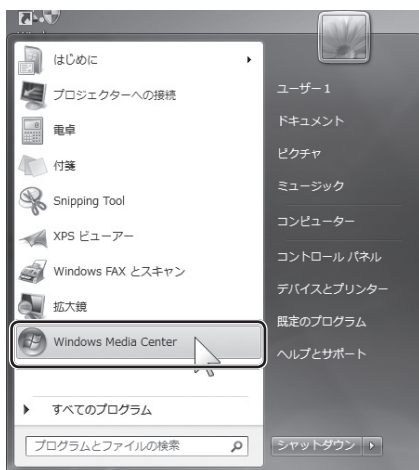 はじめに
プロジェクターへの接続
電卓
付箋
Snipping Tool
XPS ビューアー
Windows FAX とスキャン
拡大鏡
Windows Media Center
すべてのプログラム
プログラムとファイルの検索
ユーザー1
ドキュメント
ピクチャ
ミュージック
コンピューター
コントロール パネル
デバイスとプリンター
既定のプログラム
ヘルプとサポート
シャットダウン